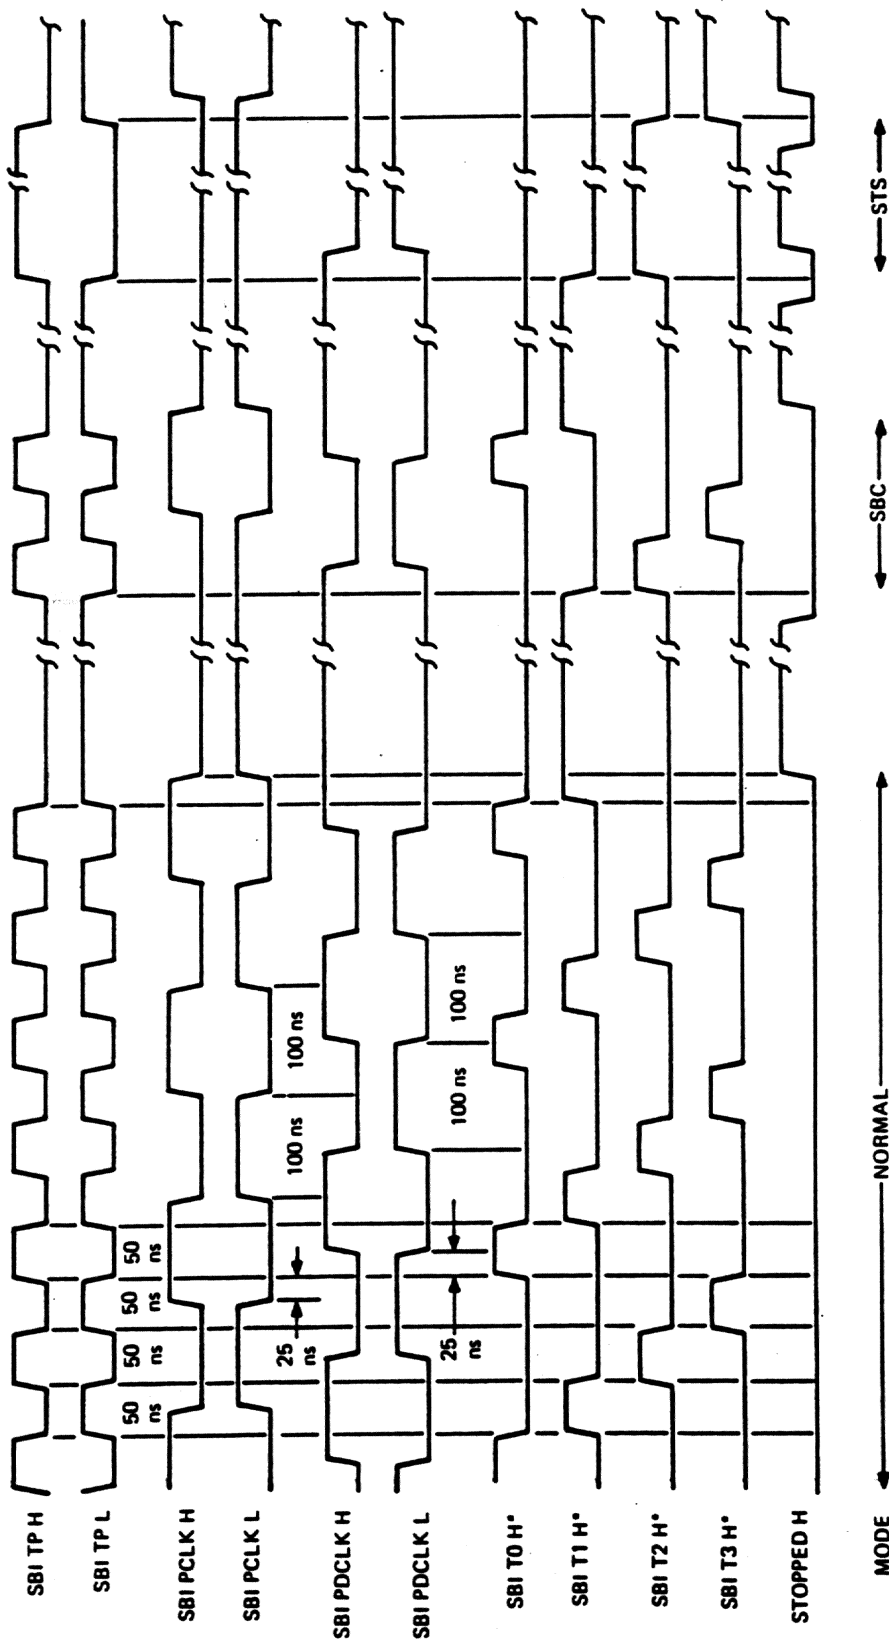 SBI TP H
SBI TP L
50 ns
50 ns
50 ns
50 ns
SBI PCLK H
SBI PCLK L
25 ns
100 ns
100 ns
SBI PDCLK H
SBI PDCLK L
25 ns
100 ns
100 ns
SBI T0 H*
SBI T1 H*
SBI T2 H*
SBI T3 H*
STOPPED H
MODE NORMAL SBC STS